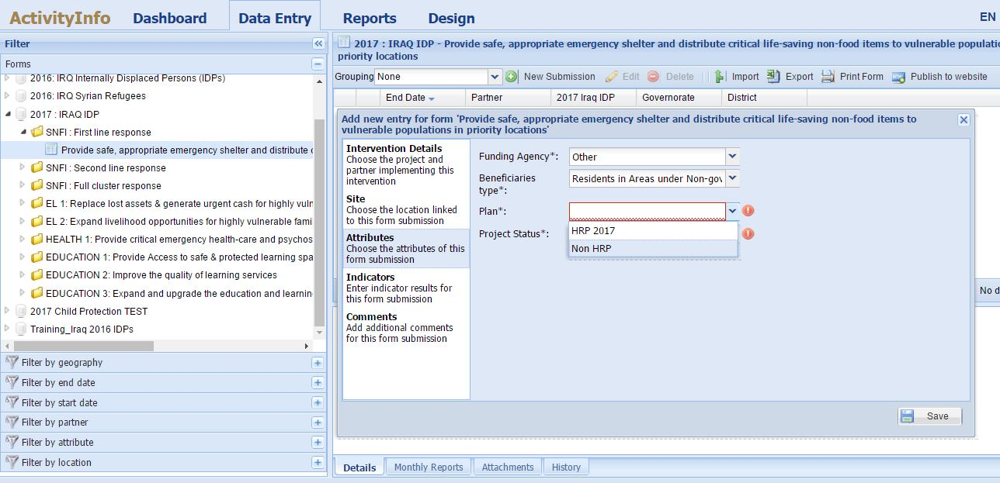 ActivityInfo Dashboard Data Entry Reports Design EN
Filter
Forms
2016: IRQ Internally Displaced Persons (IDPs)
2016: IRQ Syrian Refugees
2017 : IRAQ IDP
SNFI : First line response
Provide safe, appropriate emergency shelter and distribute c
SNFI : Second line response
SNFI : Full cluster response
EL 1: Replace lost assets & generate urgent cash for highly vuln
EL 2: Expand livelihood opportunities for highly vulnerable fami
HEALTH 1: Provide critical emergency health-care and psychos
EDUCATION 1: Provide Access to safe & protected learning spa
EDUCATION 2: Improve the quality of learning services
EDUCATION 3: Expand and upgrade the education and learnin
2017 Child Protection TEST
Training_Iraq 2016 IDPs
Filter by geography
Filter by end date
Filter by start date
Filter by partner
Filter by attribute
Filter by location
2017 : IRAQ IDP - Provide safe, appropriate emergency shelter and distribute critical life-saving non-food items to vulnerable populatio
priority locations
Grouping None New Submission Edit Delete Import Export Print Form Publish to website
End Date Partner 2017 Iraq IDP Governorate District
Add new entry for form 'Provide safe, appropriate emergency shelter and distribute critical life-saving non-food items to
vulnerable populations in priority locations'
Intervention Details
Choose the project and
partner implementing this
intervention
Site
Choose the location linked
to this form submission
Attributes
Choose the attributes of this
form submission
Indicators
Enter indicator results for
this form submission
Comments
Add additional comments
for this form submission
Funding Agency*: Other
Beneficiaries
type*: Residents in Areas under Non-gov
Plan*:
HRP 2017
Non HRP
Project Status*:
No d
Save
Details Monthly Reports Attachments History